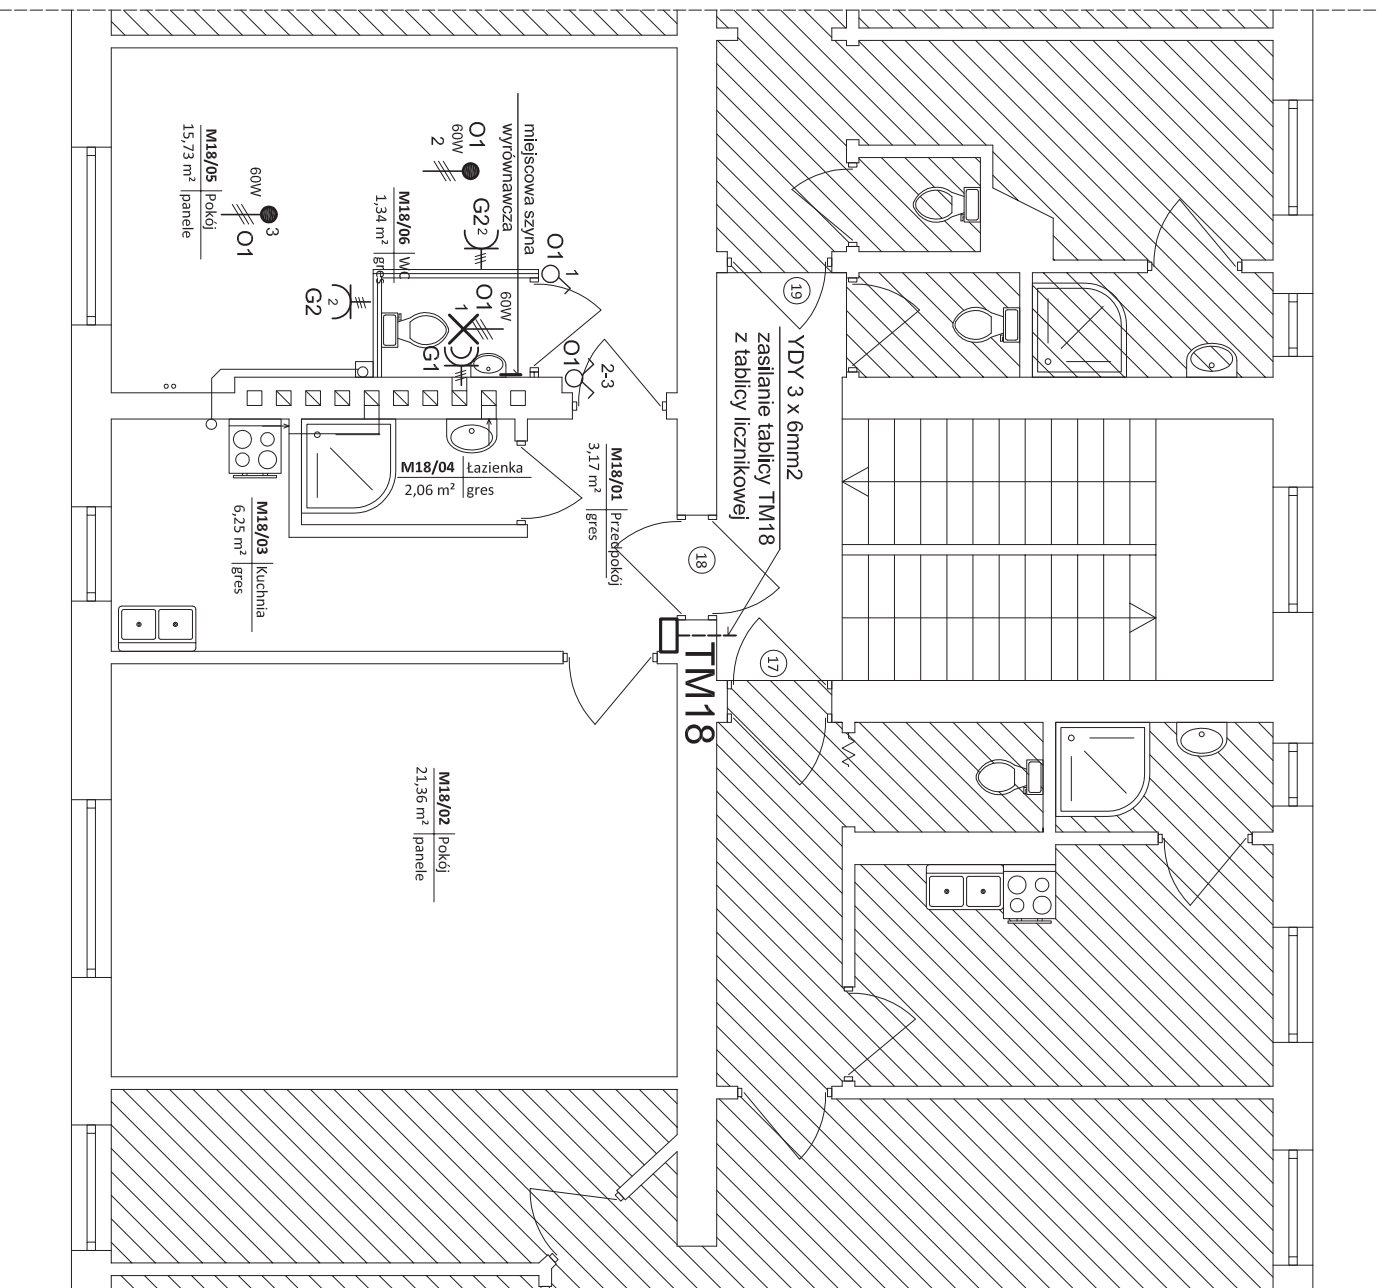 M18/05 Pokój
15,73 m² panele
60W
3
O1
O1
60W
2
miejscowa szyna
wyrównawcza
M18/06 WC
1,34 m² gres
G2 2
O1 1
G2 2
60W
O1
1
G1
O1 2-3
19
YDY 3 x 6mm2
zasilanie tablicy TM18
z tablicy licznikowej
M18/04 Łazienka
2,06 m² gres
M18/01 Przedpokój
3,17 m² gres
M18/03 Kuchnia
6,25 m² gres
18
17
TM18
M18/02 Pokój
21,36 m² panele